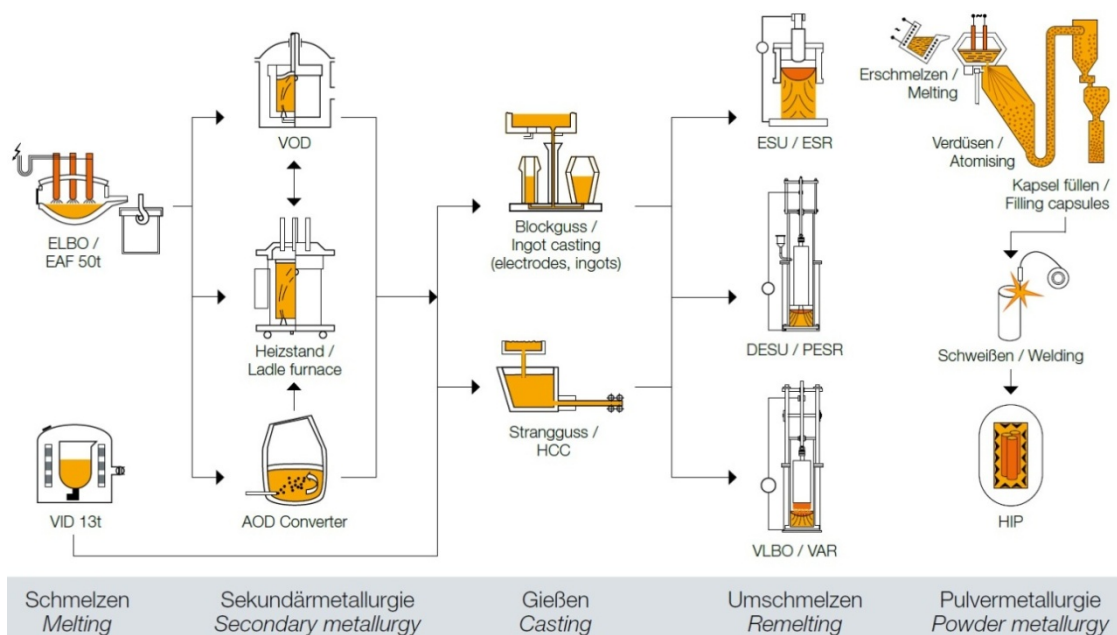 ELBO /
EAF 50t
VID 13t
VOD
Heizstand /
Ladle furnace
AOD Converter
Blockguss /
Ingot casting
(electrodes, ingots)
Strangguss /
HCC
ESU / ESR
DESU / PESR
VLBO / VAR
Erschmelzen /
Melting
Verdüsen /
Atomising
Kapsel füllen /
Filling capsules
Schweißen / Welding
HIP
Schmelzen
Melting
Sekundärmetallurgie
Secondary metallurgy
Gießen
Casting
Umschmelzen
Remelting
Pulvermetallurgie
Powder metallurgy